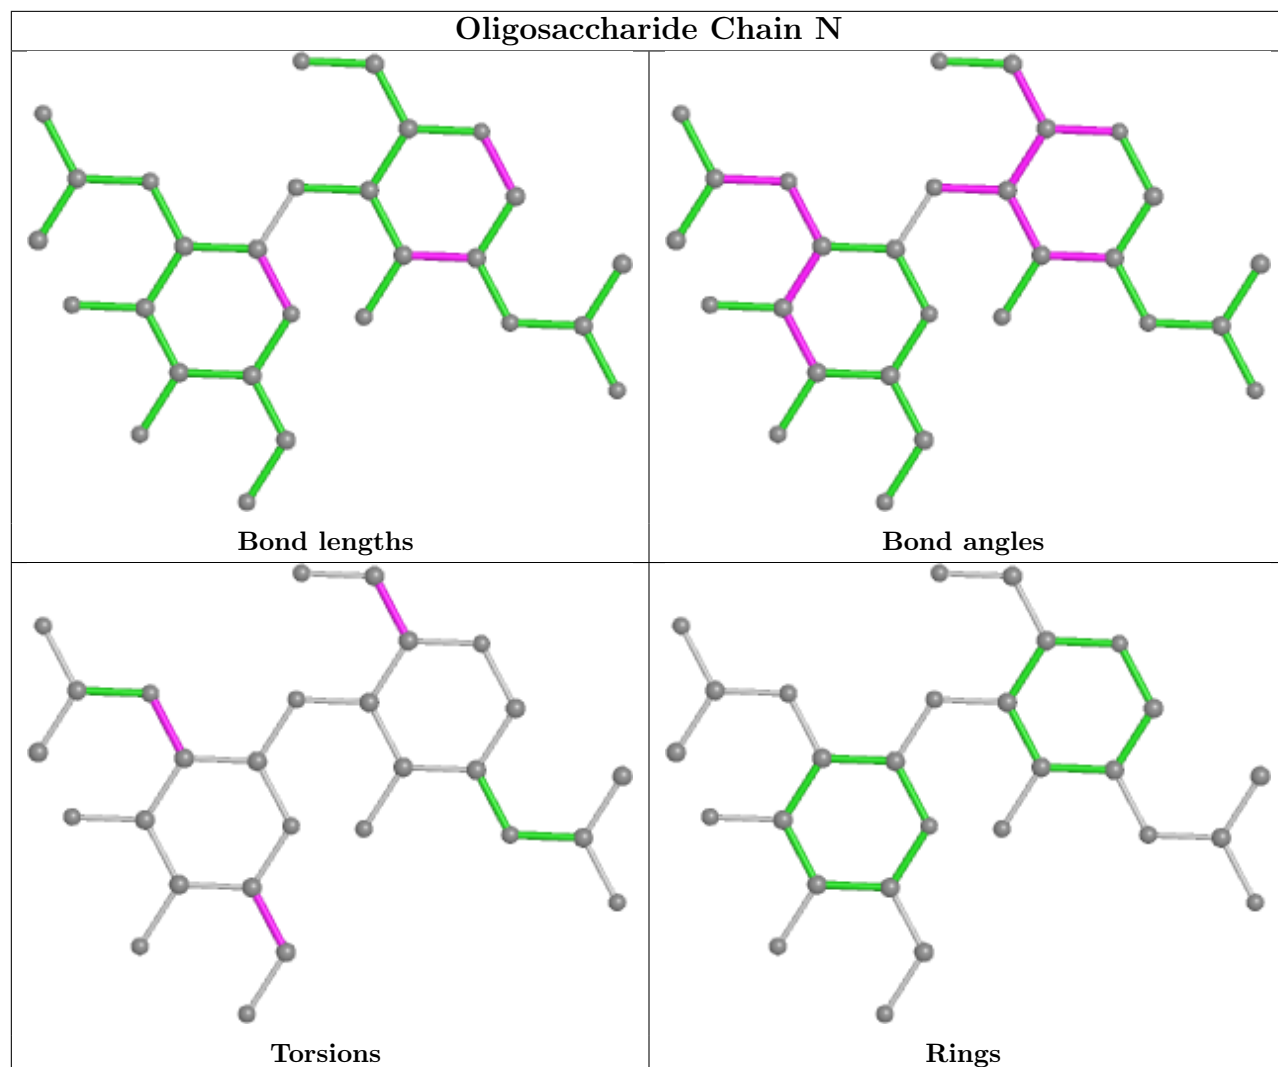 Oligosaccharide Chain N
Bond lengths
Bond angles
Torsions
Rings